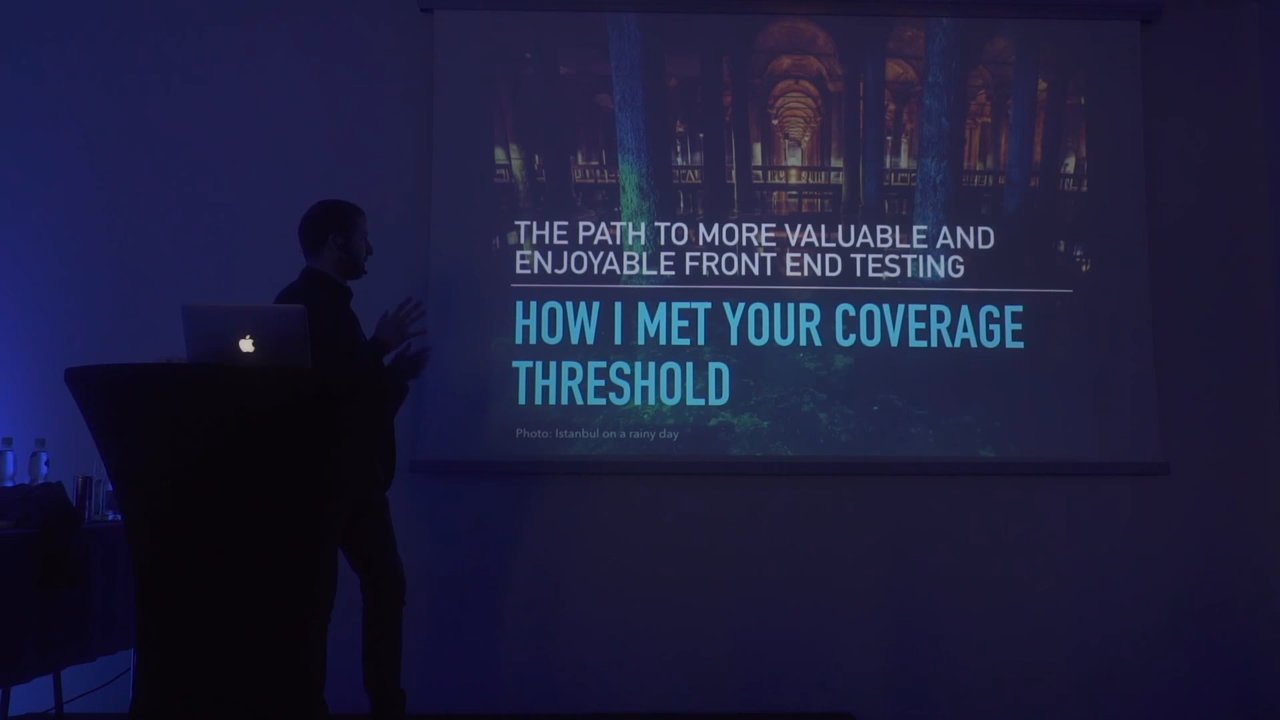 THE PATH TO MORE VALUABLE AND
ENJOYABLE FRONT END TESTING
HOW I MET YOUR COVERAGE
THRESHOLD
Photo: Istanbul on a rainy day